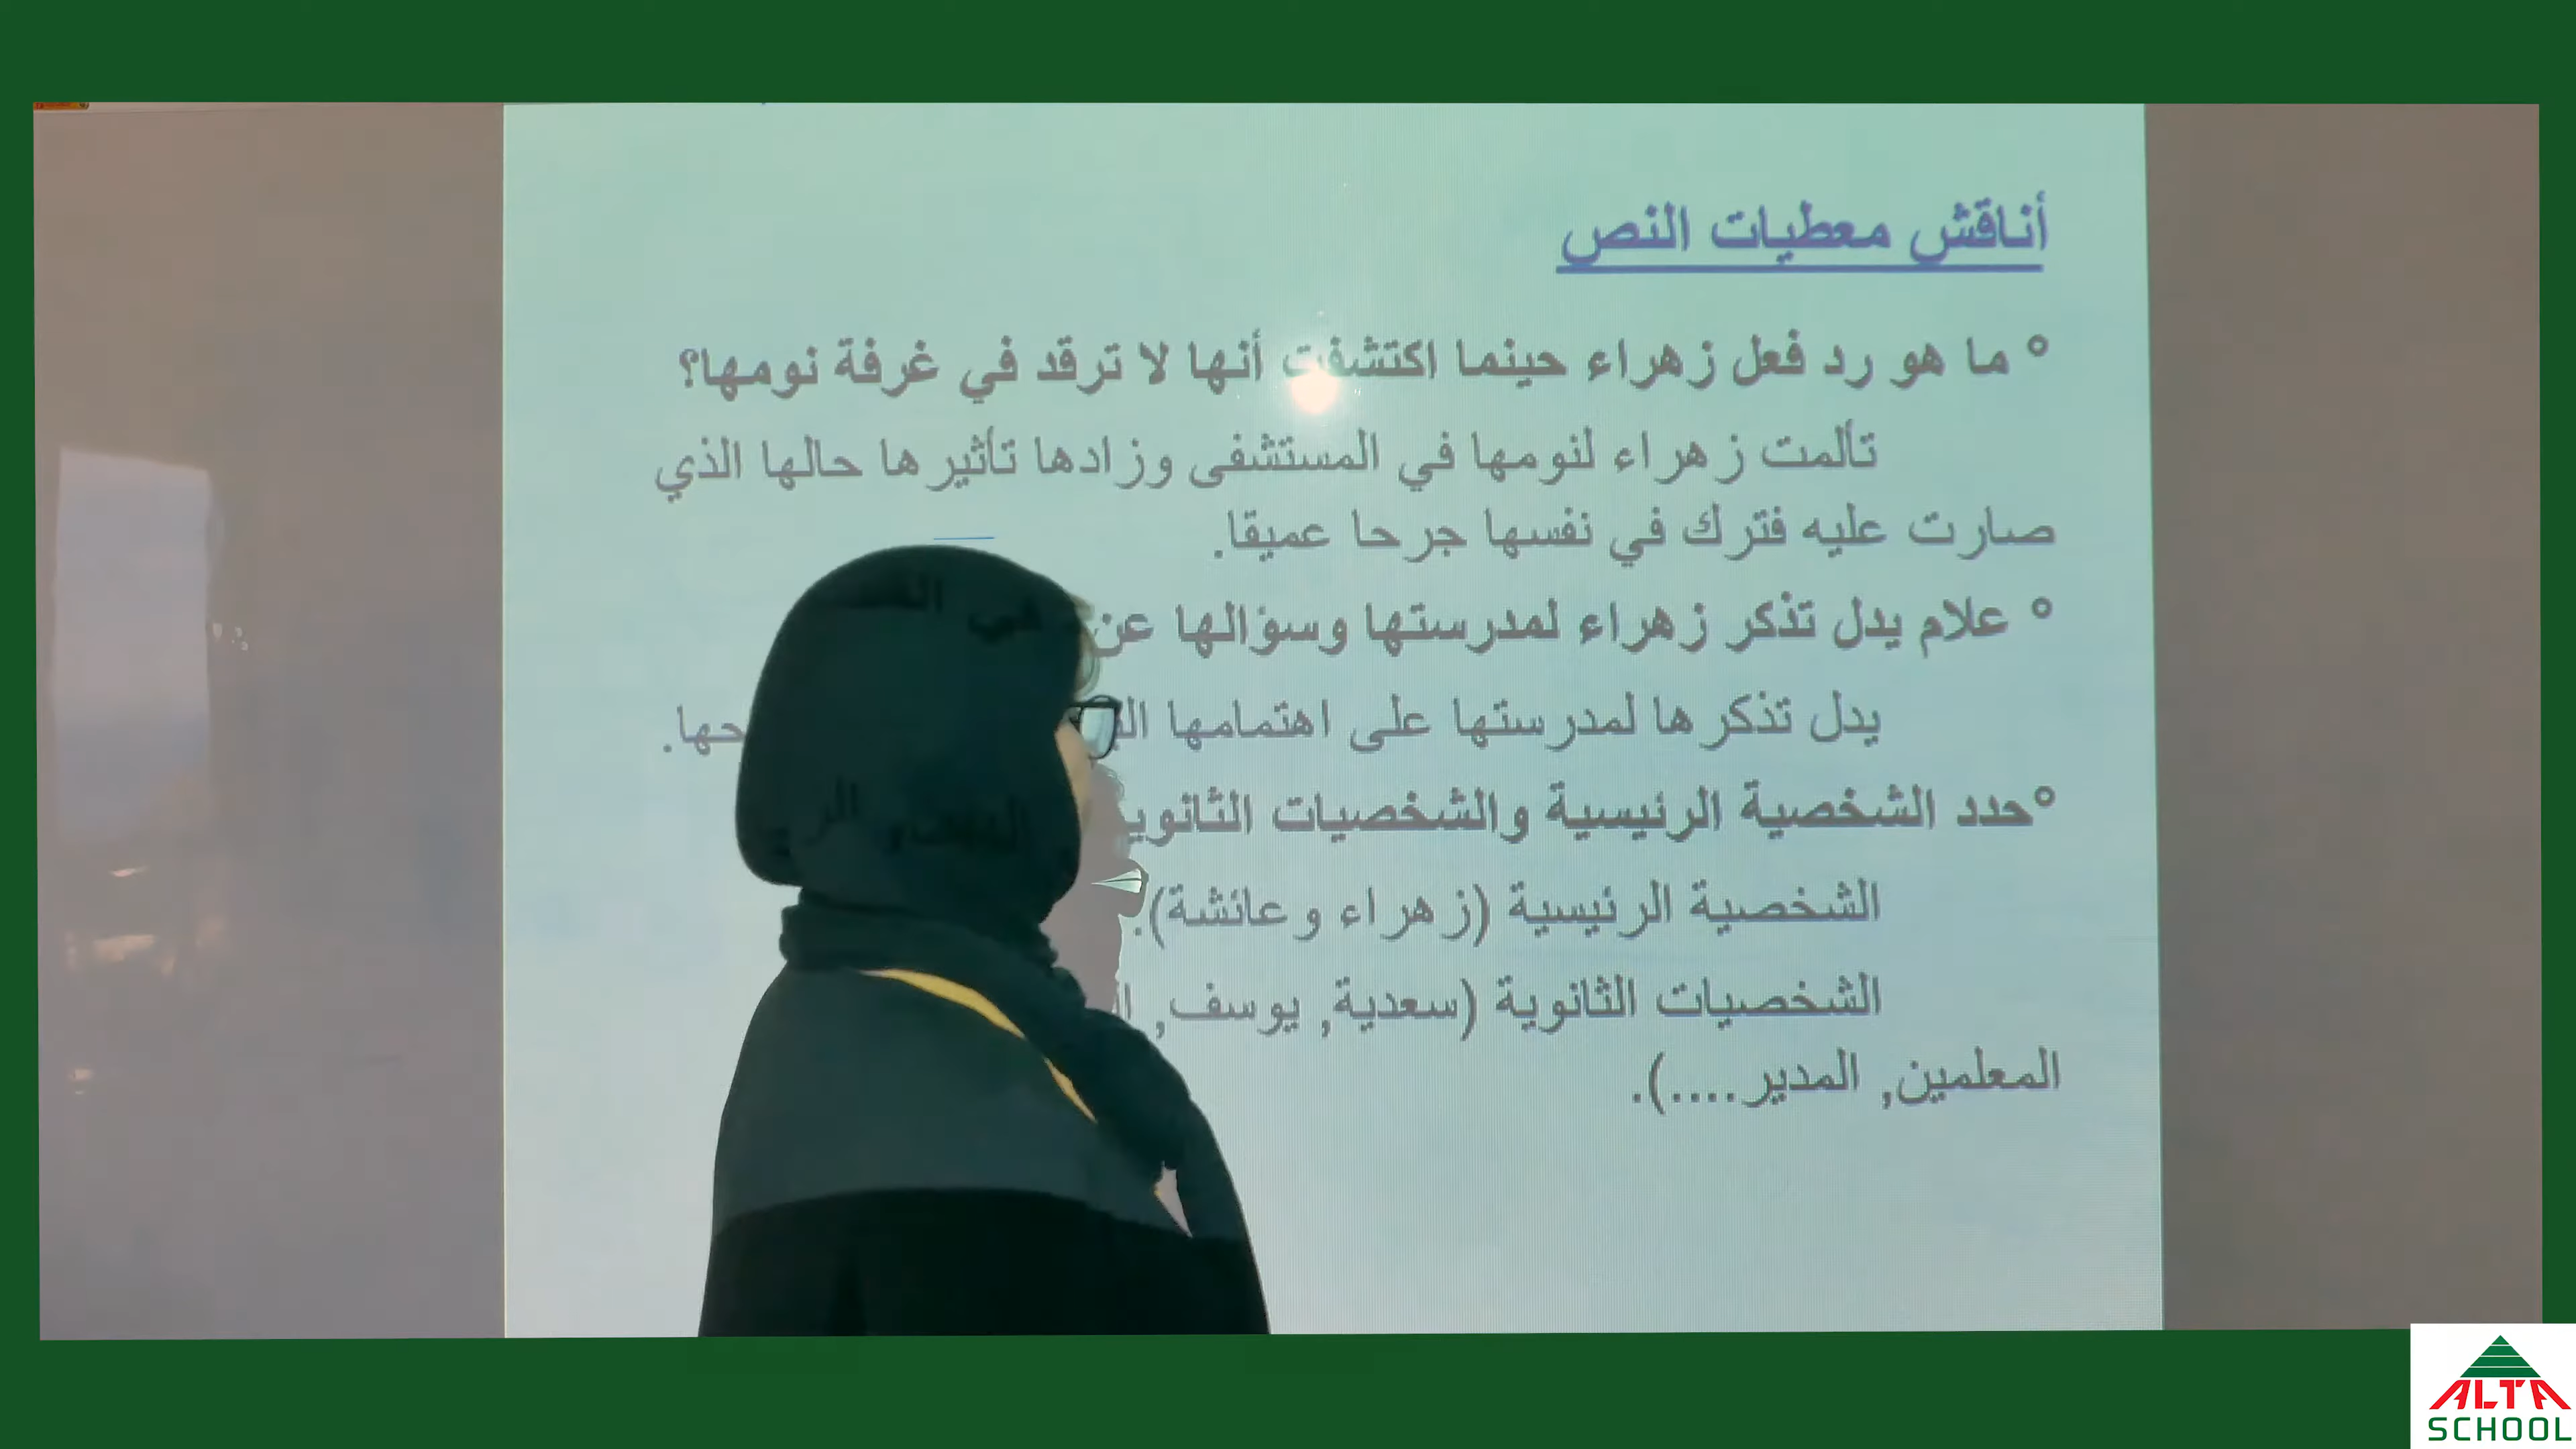 أناقش معطيات النص
° ما هو رد فعل زهراء حينما اكتشفت أنها لا ترقد في غرفة نومها؟
تألمت زهراء لنومها في المستشفى وزادها تأثيرها حالها الذي
صارت عليه فترك في نفسها جرحا عميقا.
° علام يدل تذكر زهراء لمدرستها وسؤالها عن في
يدل تذكرها لمدرستها على اهتمامها
°حدد الشخصية الرئيسية والشخصيات
الشخصية الرئيسية (زهراء وعائشة).
الشخصيات الثانوية (سعدية, يوسف,
المعلمين, المدير....).
ALTA
SCHOOL